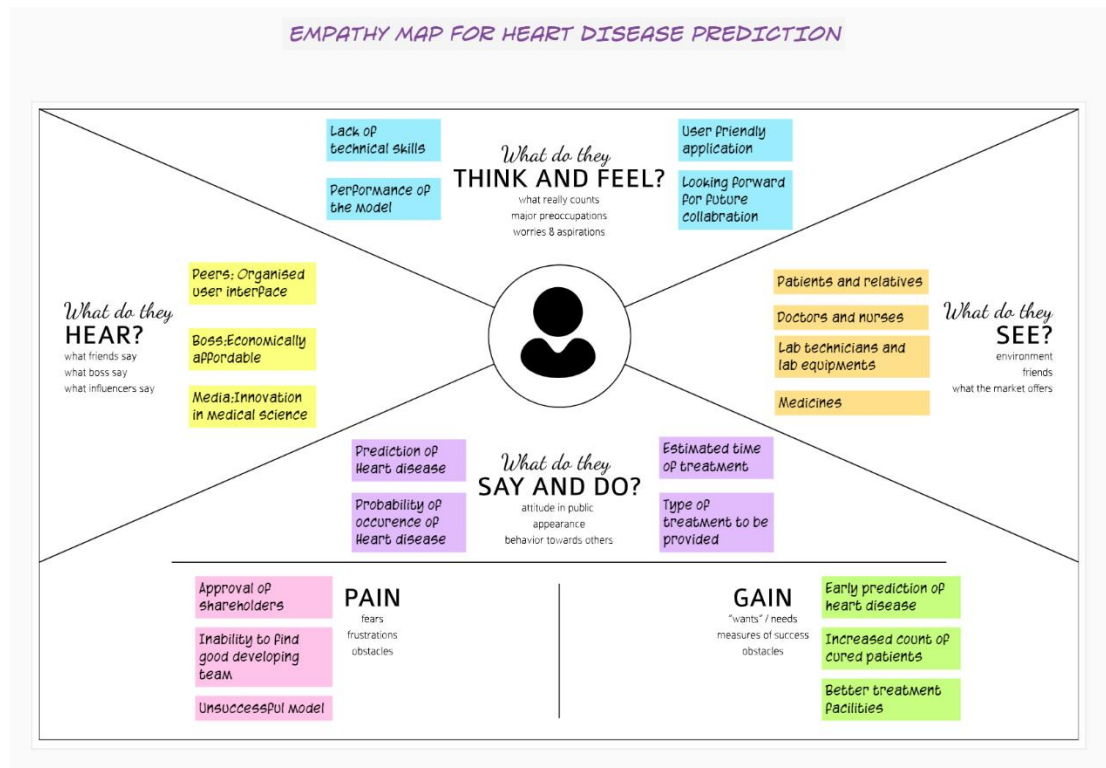 EMPATHY MAP FOR HEART DISEASE PREDICTION
Lack of
technical skills
Performance of
the model
What do they
THINK AND FEEL?
what really counts
major preoccupations
worries & aspirations
User friendly
application
Looking forward
for future
collabration
What do they
HEAR?
what friends say
what boss say
what influencers say
Peers: Organised
user interface
Boss:Economically
affordable
Media:Innovation
in medical science
Patients and relatives
Doctors and nurses
Lab technicians and
lab equipments
Medicines
What do they
SEE?
environment
friends
what the market offers
Prediction of
Heart disease
Probability of
occurence of
Heart disease
What do they
SAY AND DO?
attitude in public
appearance
behavior towards others
Estimated time
of treatment
Type of
treatment to be
provided
Approval of
shareholders
Inability to find
good developing
team
Unsuccessful model
PAIN
fears
frustrations
obstacles
GAIN
"wants" / needs
measures of success
obstacles
Early prediction of
heart disease
Increased count of
cured patients
Better treatment
facilities